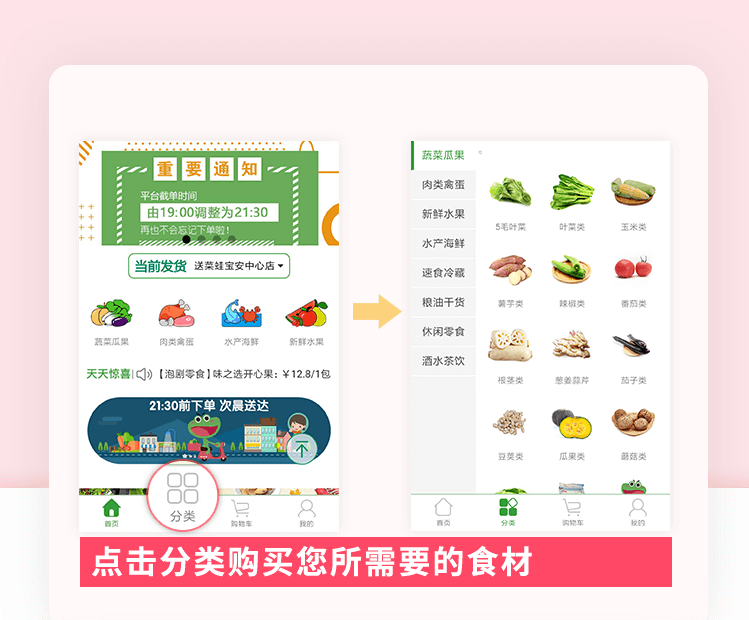 重要通知
平台截单时间
由19:00调整为21:30
再也不会忘记下单啦！
当前发货 送菜蛙宝安中心店
蔬菜瓜果 肉类禽蛋 水产海鲜 新鲜水果
天天惊喜 【泡剧零食】味之选开心果：￥12.8/1包
21:30前下单 次晨送达
首页 分类 购物车 我的
蔬菜瓜果
肉类禽蛋
新鲜水果
水产海鲜
速食冷藏
粮油干货
休闲零食
酒水茶饮
5毛叶菜 叶菜类 玉米类
薯芋类 辣椒类 番茄类
根茎类 葱姜蒜芹 茄子类
豆荚类 瓜果类 蘑菇类
首页 分类 购物车 我的
点击分类购买您所需要的食材